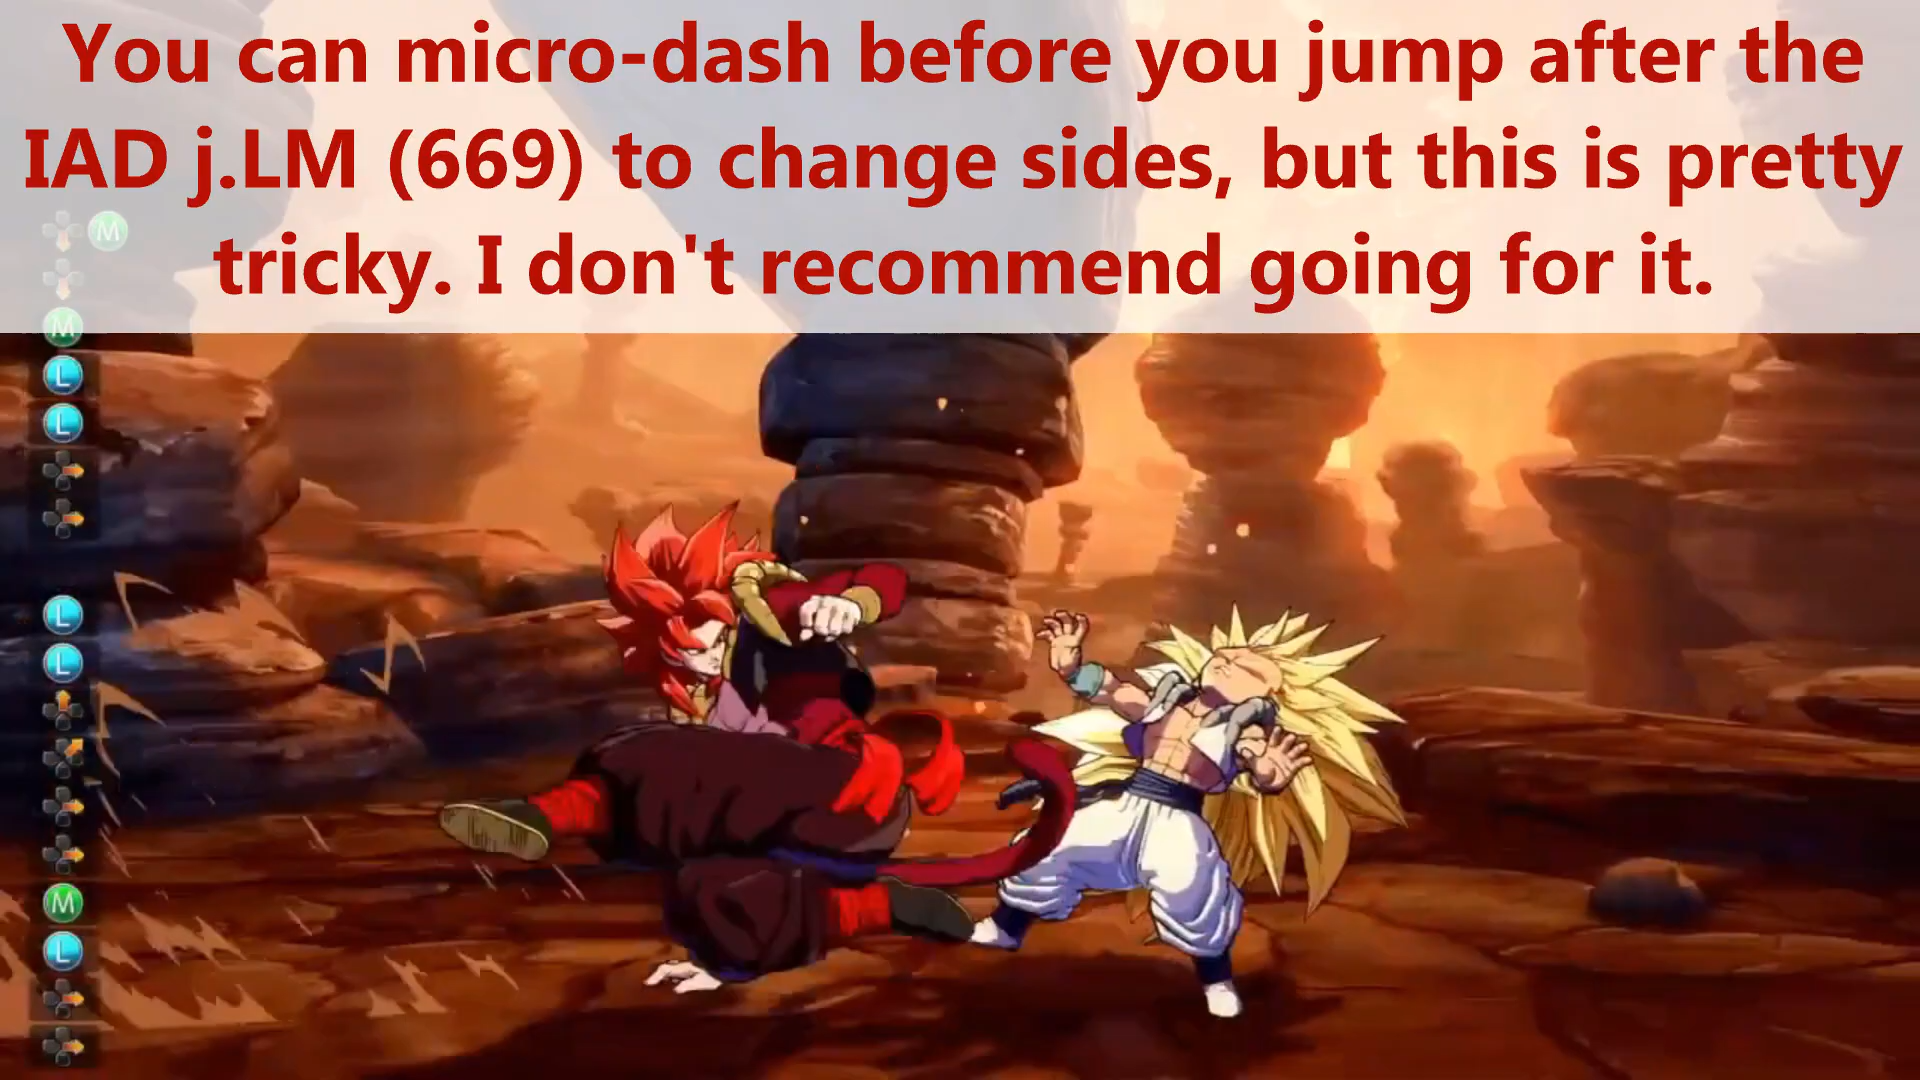 You can micro-dash before you jump after the
IAD j.LM (669) to change sides, but this is pretty
tricky. I don't recommend going for it.
M
M
L
L
L
L
M
L